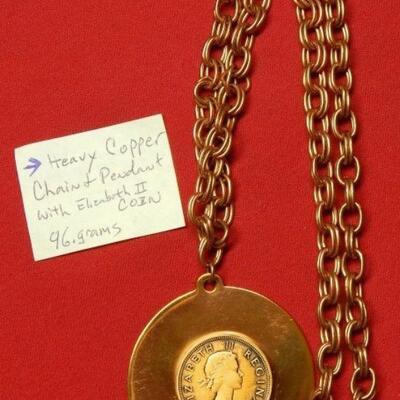 → Heavy Copper
Chain & Pendant
with Elizabeth II
COIN
96.grams
ELIZABETH II REGINA